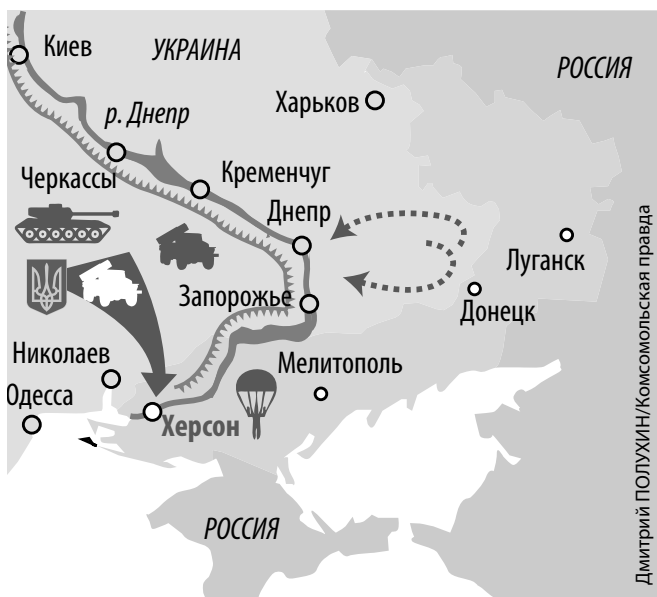 Киев
УКРАИНА
РОССИЯ
р. Днепр
Харьков
Черкассы
Кременчуг
Днепр
Луганск
Запорожье
Донецк
Николаев
Мелитополь
Одесса
Херсон
РОССИЯ
Дмитрий ПОЛУХИН/Комсомольская правда